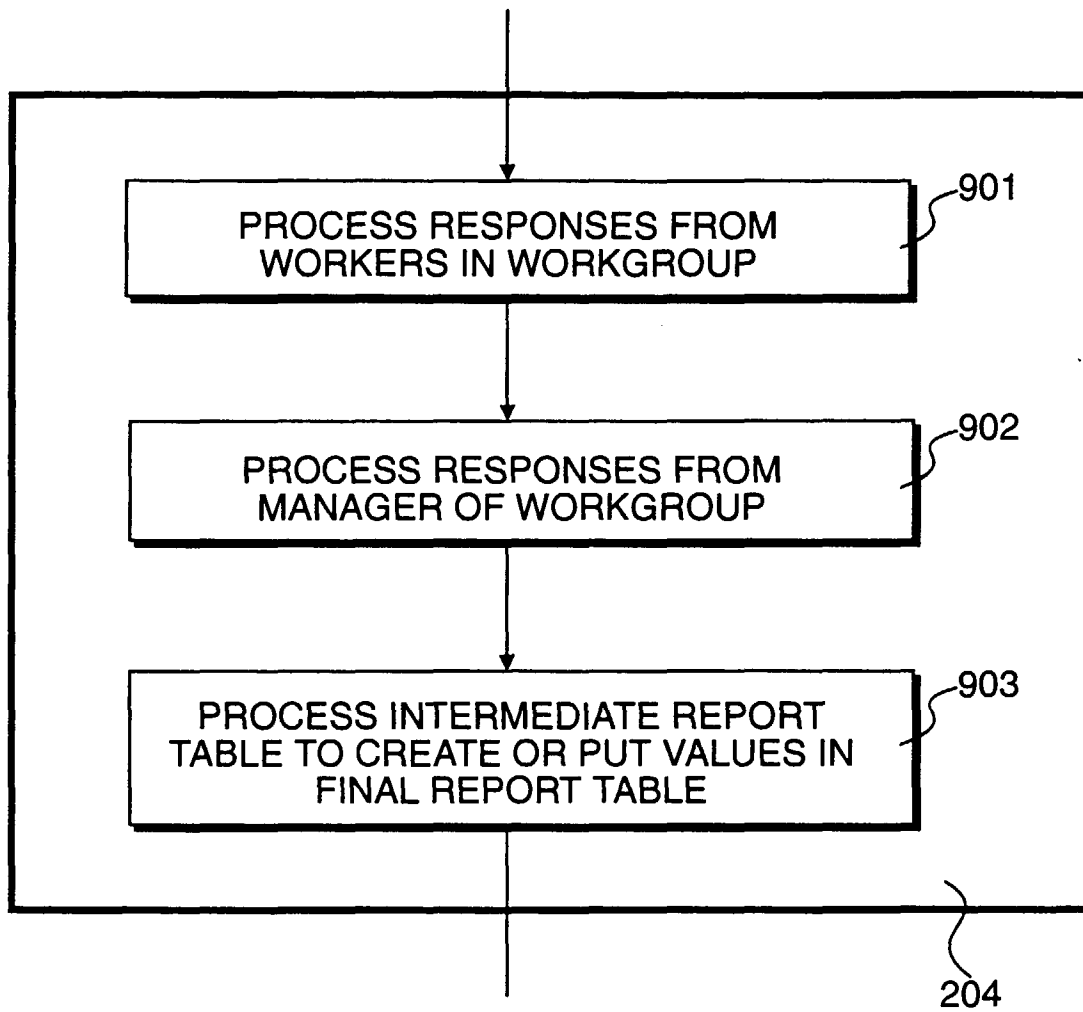 PROCESS RESPONSES FROM
WORKERS IN WORKGROUP
901
PROCESS RESPONSES FROM
MANAGER OF WORKGROUP
902
PROCESS INTERMEDIATE REPORT
TABLE TO CREATE OR PUT VALUES IN
FINAL REPORT TABLE
903
204